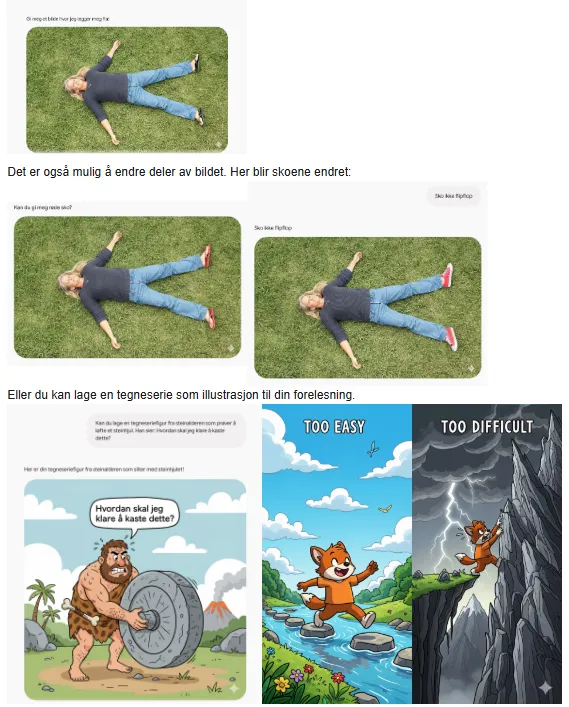 Gi meg et bilde hvor jeg legger meg flat
Det er også mulig å endre deler av bildet. Her blir skoene endret:
Kan du gi meg røde sko?
Sko ikke flipflop
Sko ikke flipflop
Eller du kan lage en tegneserie som illustrasjon til din forelesning.
Kan du lage en tegneseriefigur fra steinalderen som prøver å
løfte et steinhjul. Han sier: Hvordan skal jeg klare å kaste
dette?
Her er din tegneseriefigur fra steinalderen som sliter med steinhjulet!
Hvordan skal jeg
klare å kaste dette?
TOO EASY
TOO DIFFICULT